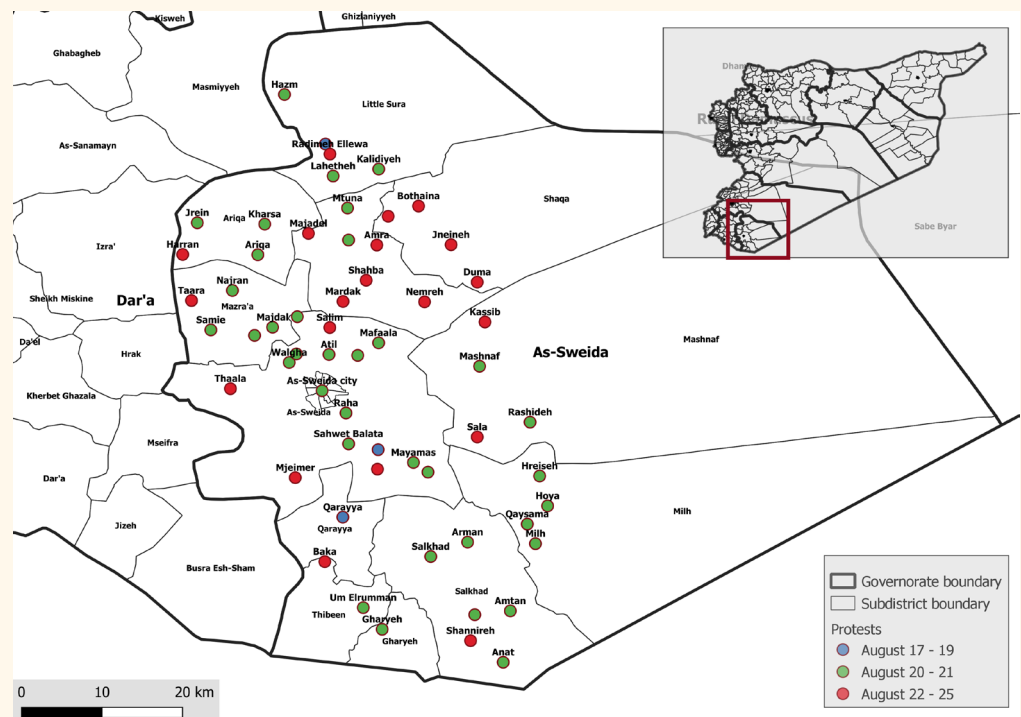 Kisweh
Ghizlaniyyeh
Ghabagheb
Masmiyyeh
Hazm
Little Sura
Dham
Ru
scus
Sabe Byar
As-Sanamayn
Radimeh Ellewa
Lahetheh
Kalidiyeh
Shaqa
Jrein
Ariqa
Kharsa
Majadel
Mtuna
Bothaina
Izra'
Harran
Ariqa
Amra
Jneineh
Sheikh Miskine
Dar'a
Taara
Najran
Mazra'a
Shahba
Mardak
Nemreh
Duma
Kassib
Da'el
Hrak
Samie
Majdak
Salim
Mafaala
Mashnaf
Walgha
Atil
Mashnaf
As-Sweida
Kherbet Ghazala
Thaala
As-Sweida city
As-Sweida
Raha
Rashideh
Mseifra
Sahwet Balata
Sala
Mayamas
Dar'a
Mjeimer
Hreiseh
Jizeh
Qarayya
Qarayya
Hoya
Qaysama
Milh
Milh
Busra Esh-Sham
Baka
Salkhad
Arman
Um Elrumman
Thibeen
Gharyeh
Gharyeh
Salkhad
Amtan
Shannireh
Anat
Governorate boundary
Subdistrict boundary
Protests
August 17 - 19
August 20 - 21
August 22 - 25
0 10 20 km